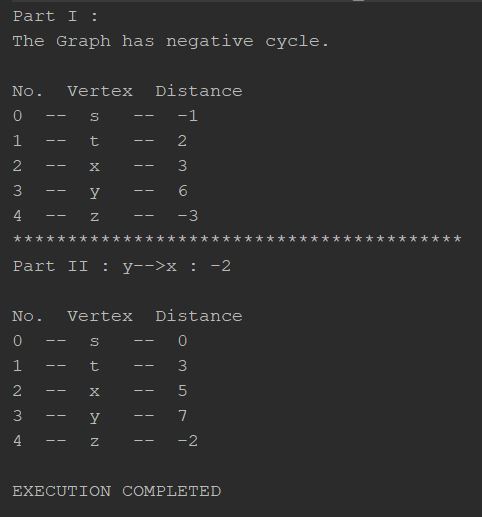 Part I :
The Graph has negative cycle.
No.  Vertex  Distance
0  --  s   --  -1
1  --  t   --  2
2  --  x   --  3
3  --  y   --  6
4  --  z   --  -3
*****************************************
Part II : y-->x : -2
No.  Vertex  Distance
0  --  s   --  0
1  --  t   --  3
2  --  x   --  5
3  --  y   --  7
4  --  z   --  -2
EXECUTION COMPLETED